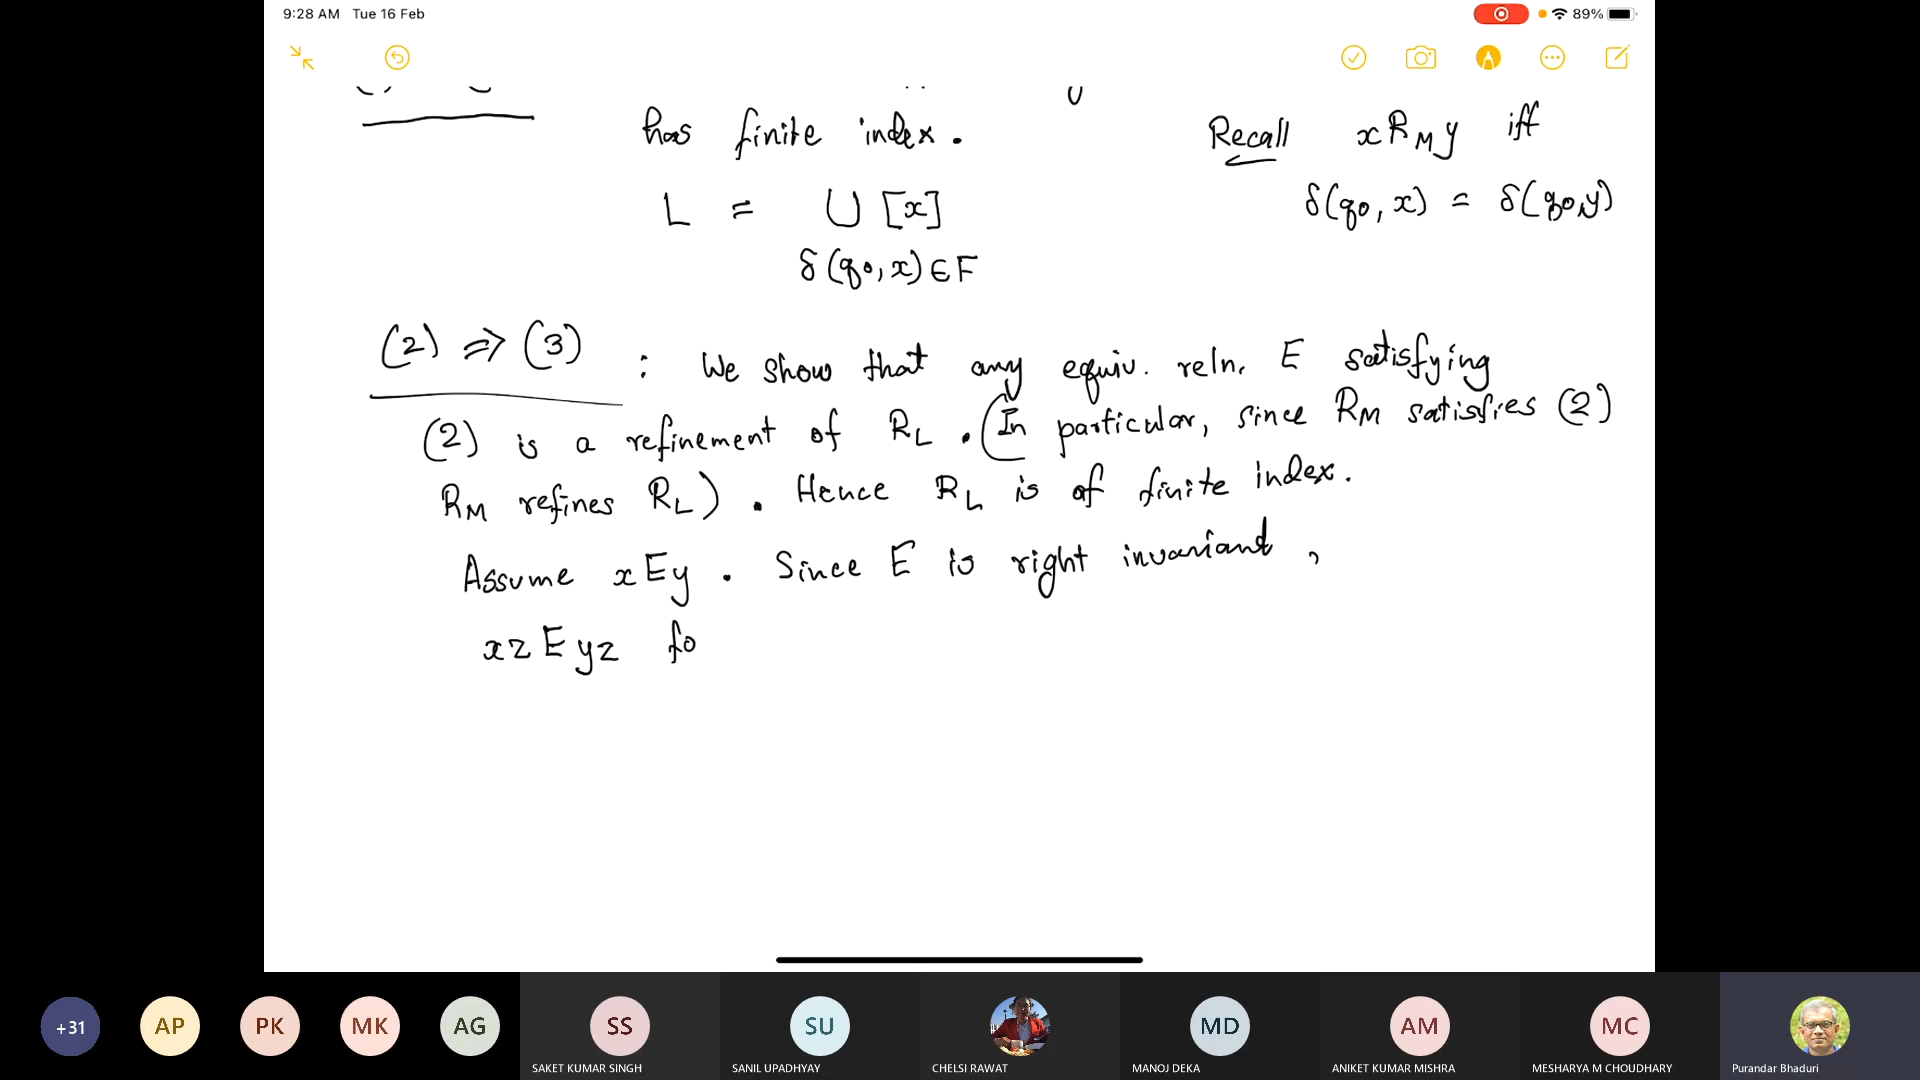 9:28 AM Tue 16 Feb
89%
has finite index.
Recall x R_M y iff
L = ∪ [x]
δ(q₀, x) = δ(q₀, y)
δ(q₀, x) ∈ F
(2) ⇒ (3) : We show that any equiv. reln. E satisfying
(2) is a refinement of R_L. (In particular, since R_M satisfies (2)
R_M refines R_L). Hence R_L is of finite index.
Assume x E y. Since E is right invariant,
xz E yz fo
+31 AP PK MK AG SS SU MD AM MC
SAKET KUMAR SINGH SANIL UPADHYAY CHELSI RAWAT MANOJ DEKA ANIKET KUMAR MISHRA MESHARYA M CHOUDHARY Purandar Bhaduri